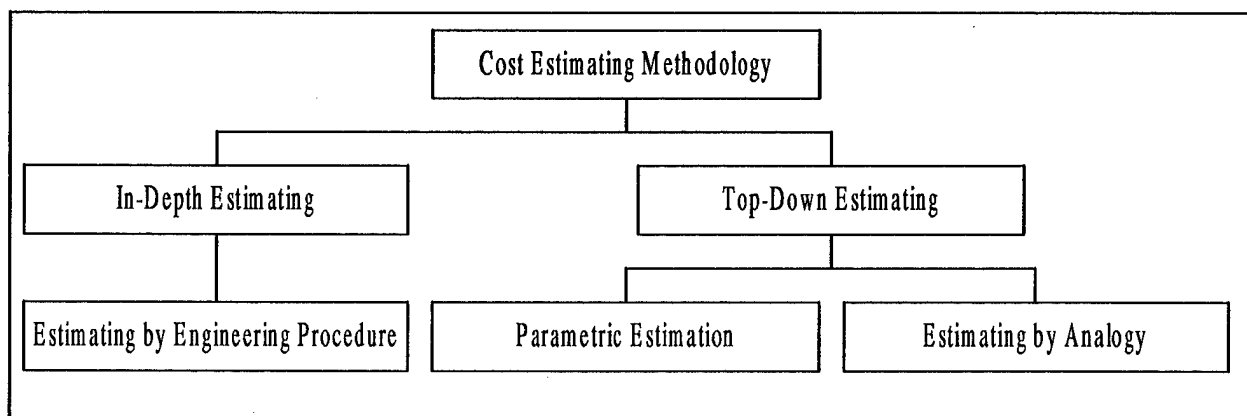 Cost Estimating Methodology
In-Depth Estimating
Top-Down Estimating
Estimating by Engineering Procedure
Parametric Estimation
Estimating by Analogy